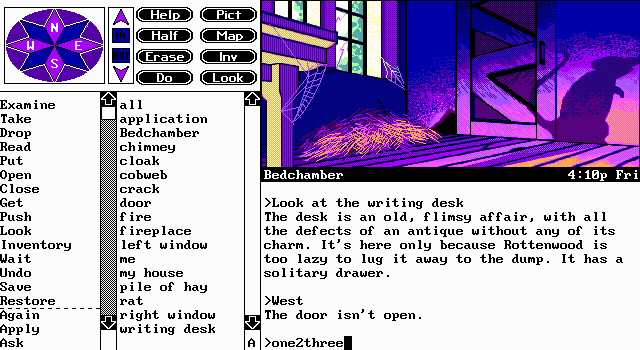 N
W E
S
IN
OUT
Help Pict
Half Map
Erase Inv
Do Look
Examine
Take
Drop
Read
Put
Open
Close
Get
Push
Look
Inventory
Wait
Undo
Save
Restore
Again
Apply
Ask
all
application
Bedchamber
chimney
cloak
cobweb
crack
door
fire
fireplace
left window
me
my house
pile of hay
rat
right window
writing desk
A
Bedchamber 4:10p Fri
>Look at the writing desk
The desk is an old, flimsy affair, with all
the defects of an antique without any of its
charm. It's here only because Rottenwood is
too lazy to lug it away to the dump. It has a
solitary drawer.
>West
The door isn't open.
>one2three